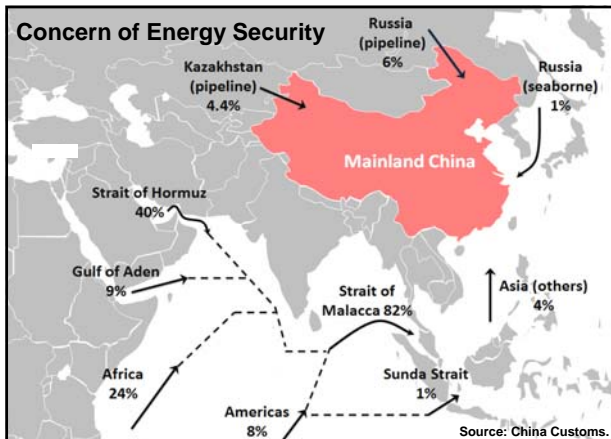 Concern of Energy Security
Russia
(pipeline)
6%
Kazakhstan
(pipeline)
4.4%
Russia
(seaborne)
1%
Mainland China
Strait of Hormuz
40%
Gulf of Aden
9%
Strait of
Malacca 82%
Asia (others)
4%
Africa
24%
Sunda Strait
1%
Americas
8%
Source: China Customs.